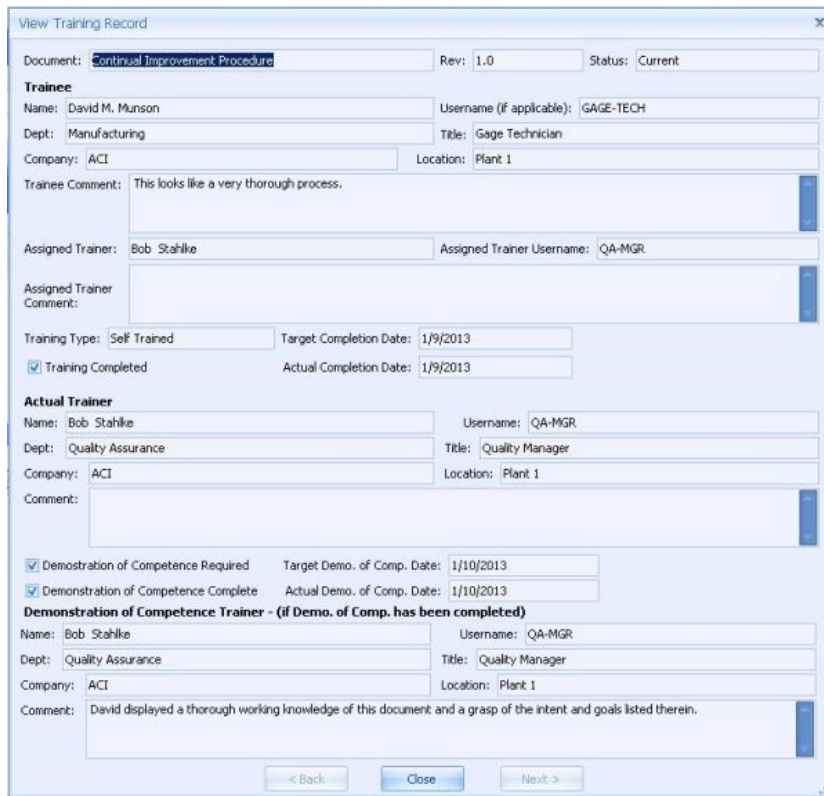 View Training Record
Document: Continual Improvement Procedure Rev: 1.0 Status: Current
Trainee
Name: David M. Munson Username (if applicable): GAGE-TECH
Dept: Manufacturing Title: Gage Technician
Company: ACI Location: Plant 1
Trainee Comment: This looks like a very thorough process.
Assigned Trainer: Bob Stahlke Assigned Trainer Username: QA-MGR
Assigned Trainer
Comment:
Training Type: Self Trained Target Completion Date: 1/9/2013
Training Completed Actual Completion Date: 1/9/2013
Actual Trainer
Name: Bob Stahlke Username: QA-MGR
Dept: Quality Assurance Title: Quality Manager
Company: ACI Location: Plant 1
Comment:
Demostration of Competence Required Target Demo. of Comp. Date: 1/10/2013
Demonstration of Competence Complete Actual Demo. of Comp. Date: 1/10/2013
Demonstration of Competence Trainer - (if Demo. of Comp. has been completed)
Name: Bob Stahlke Username: QA-MGR
Dept: Quality Assurance Title: Quality Manager
Company: ACI Location: Plant 1
Comment: David displayed a thorough working knowledge of this document and a grasp of the intent and goals listed therein.
< Back Close Next >